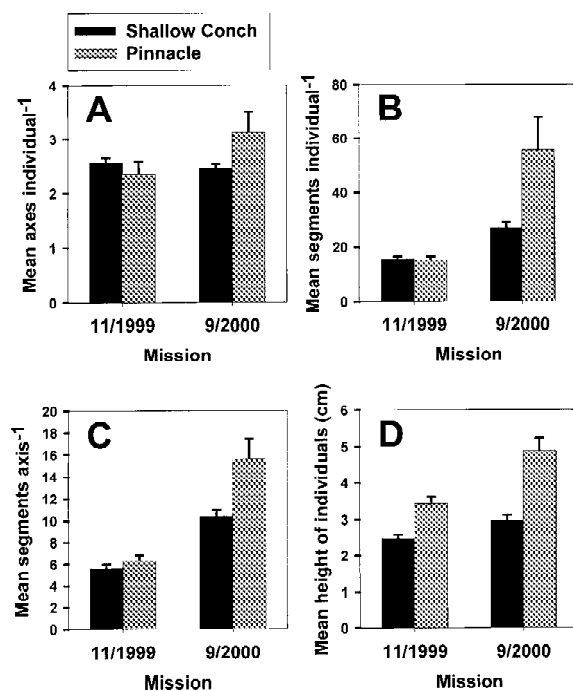 Shallow Conch
Pinnacle
A
Mean axes individual-1
4
3
2
1
0
11/1999 9/2000
Mission
B
Mean segments individual-1
80
60
40
20
0
11/1999 9/2000
Mission
C
Mean segments axis-1
20
18
16
14
12
10
8
6
4
2
0
11/1999 9/2000
Mission
D
Mean height of individuals (cm)
6
5
4
3
2
1
0
11/1999 9/2000
Mission